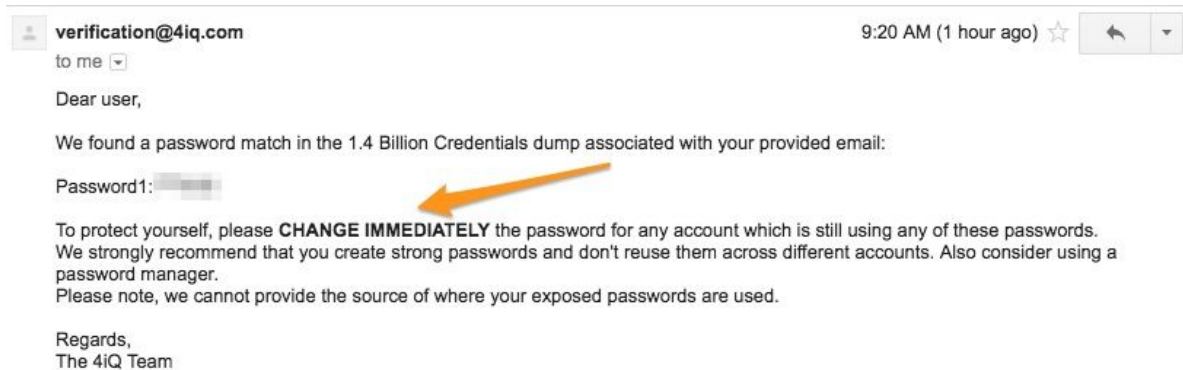 verification@4iq.com
9:20 AM (1 hour ago)
to me
Dear user,
We found a password match in the 1.4 Billion Credentials dump associated with your provided email:
Password1:
To protect yourself, please CHANGE IMMEDIATELY the password for any account which is still using any of these passwords.
We strongly recommend that you create strong passwords and don't reuse them across different accounts. Also consider using a
password manager.
Please note, we cannot provide the source of where your exposed passwords are used.
Regards,
The 4iQ Team